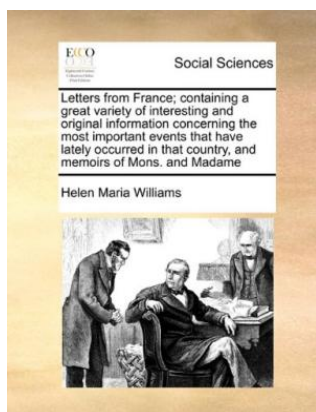 ECCO
Social Sciences
Letters from France; containing a
great variety of interesting and
original information concerning the
most important events that have
lately occurred in that country, and
memoirs of Mons. and Madame
Helen Maria Williams